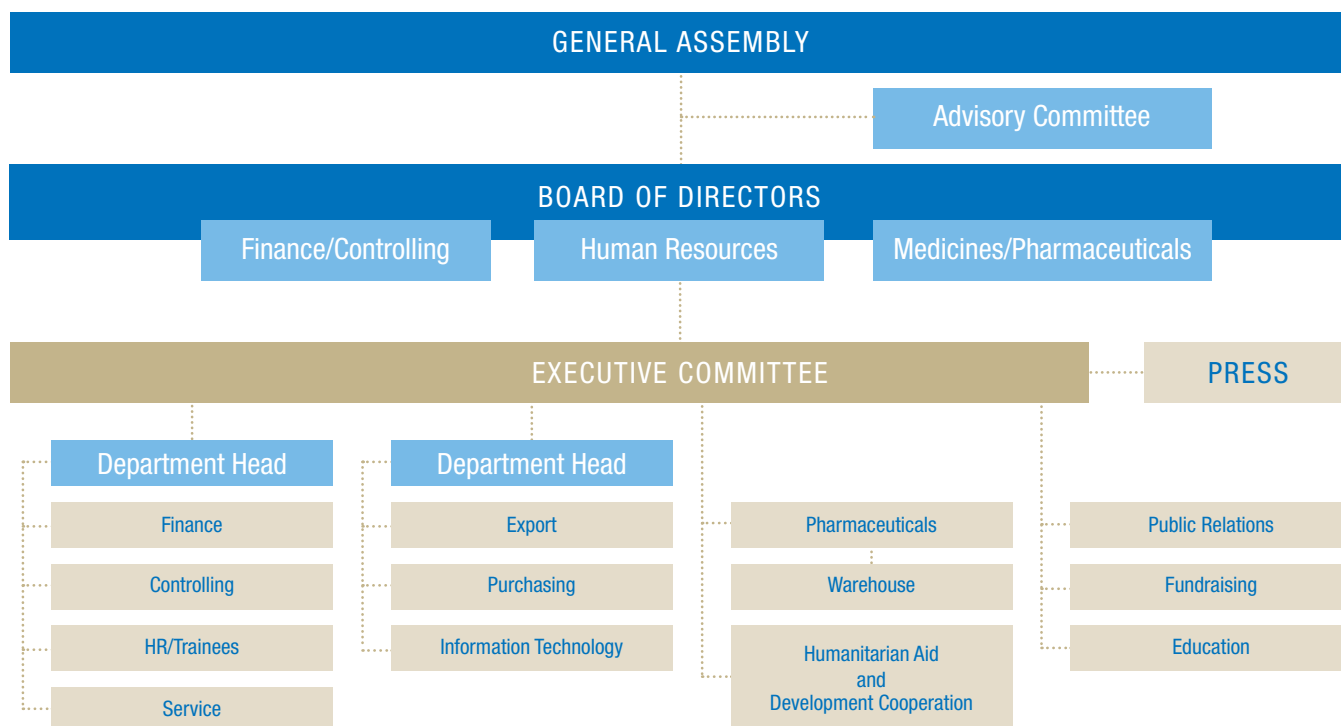 GENERAL ASSEMBLY
Advisory Committee
BOARD OF DIRECTORS
Finance/Controlling
Human Resources
Medicines/Pharmaceuticals
EXECUTIVE COMMITTEE
PRESS
Department Head
Finance
Controlling
HR/Trainees
Service
Department Head
Export
Purchasing
Information Technology
Pharmaceuticals
Warehouse
Humanitarian Aid
and
Development Cooperation
Public Relations
Fundraising
Education